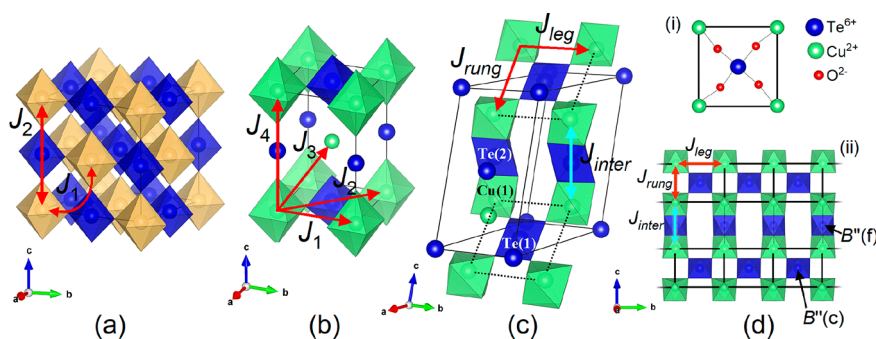 J2
J1
c
a
b
(a)
J4
J3
J2
J1
c
a
b
(b)
Jleg
Jrung
Te(2)
Cu(1)
Jinter
Te(1)
c
a
b
(c)
(i)
Te6+
Cu2+
O2-
(ii)
Jleg
Jrung
Jinter
B"(f)
B"(c)
c
a
b
(d)